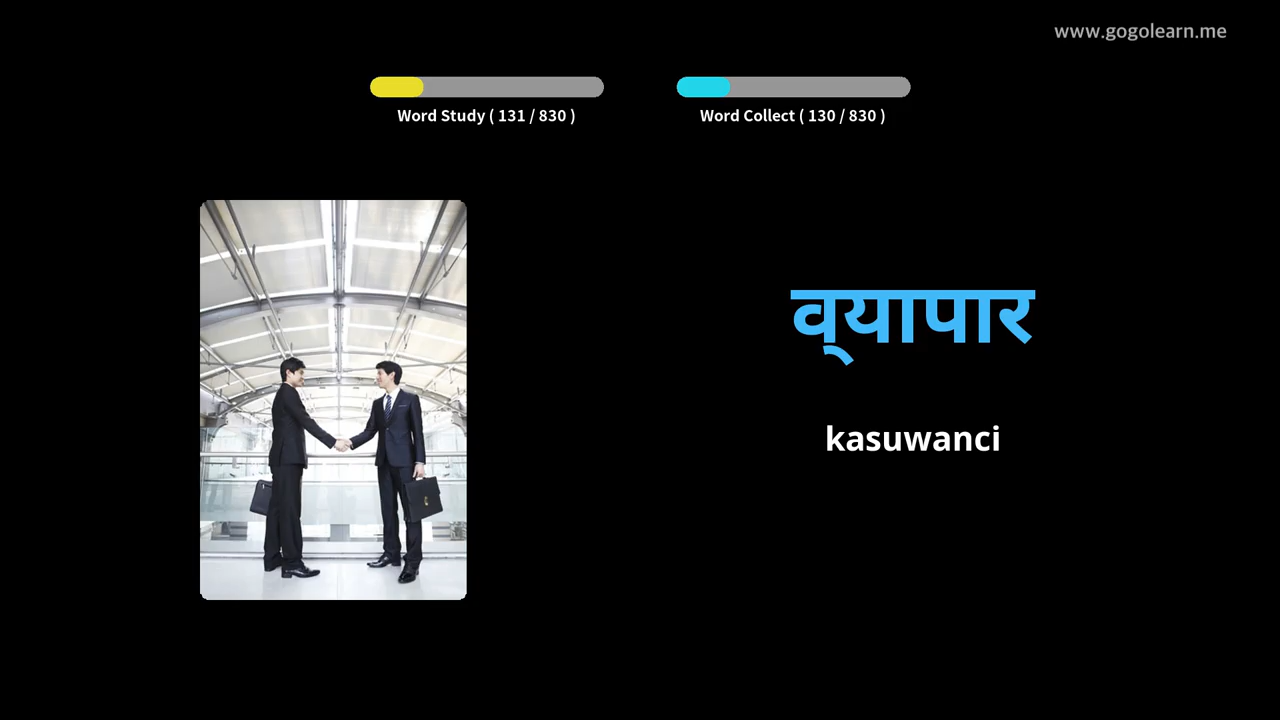 www.gogolearn.me
Word Study ( 131 / 830 )
Word Collect ( 130 / 830 )
व्यापार
kasuwanci